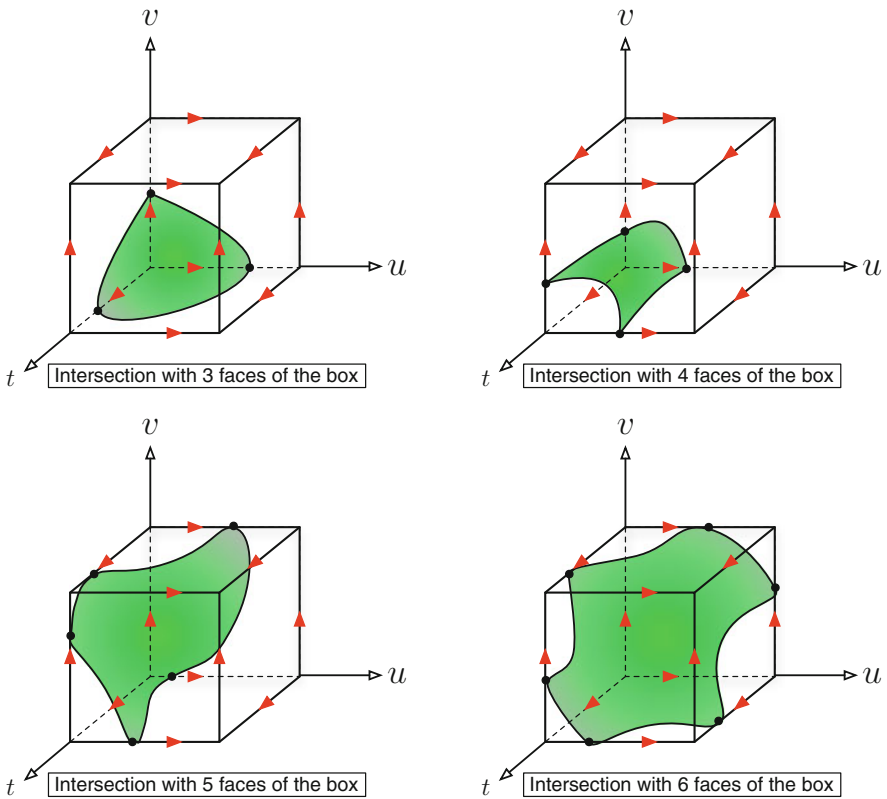 v
v
u
u
t
t
Intersection with 3 faces of the box
Intersection with 4 faces of the box
v
v
u
u
t
t
Intersection with 5 faces of the box
Intersection with 6 faces of the box